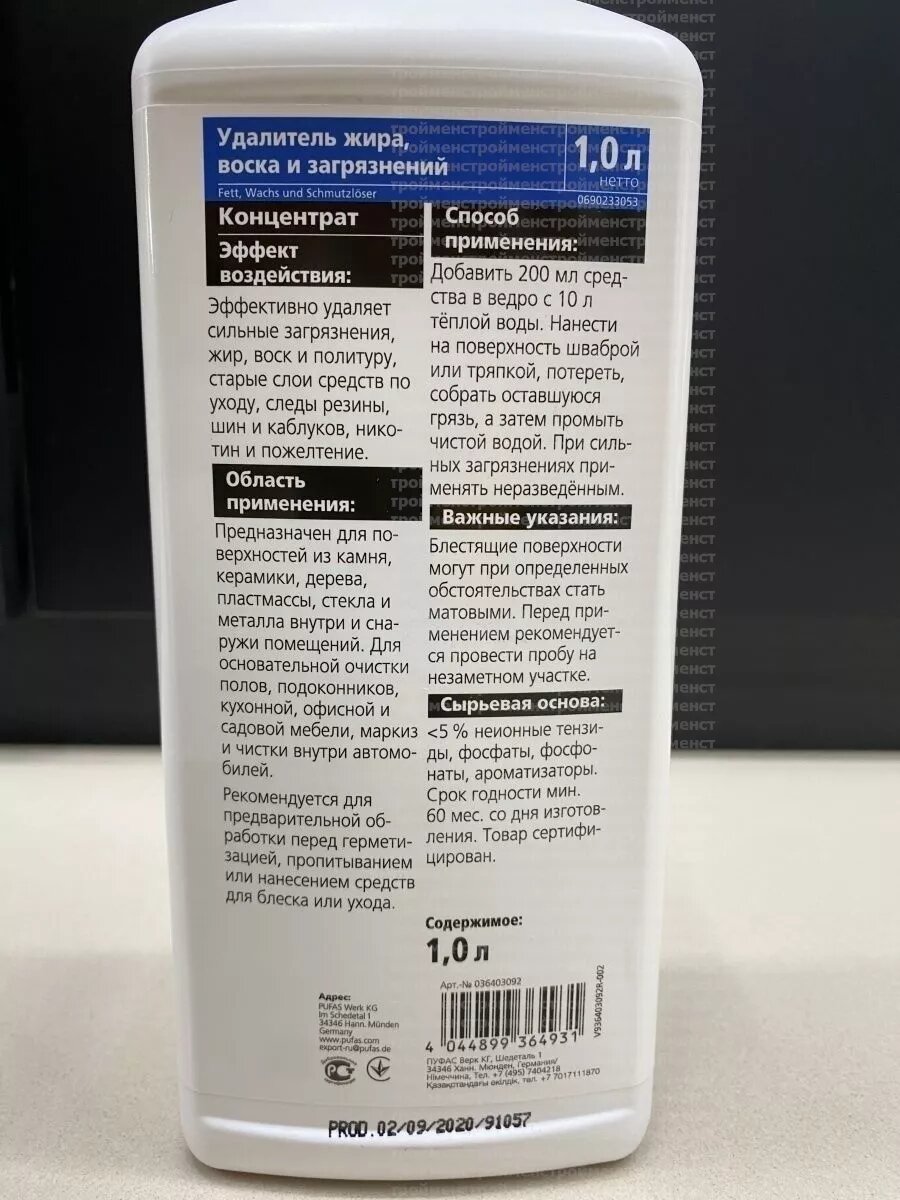 Удалитель жира,
воска и загрязнений
Fett, Wachs und Schmutzlöser
1,0 л
нетто
0690233053
Концентрат
Эффект
воздействия:
Эффективно удаляет
сильные загрязнения,
жир, воск и политуру,
старые слои средств по
уходу, следы резины,
шин и каблуков, нико-
тин и пожелтение.
Область
применения:
Предназначен для по-
верхностей из камня,
керамики, дерева,
пластмассы, стекла и
металла внутри и сна-
ружи помещений. Для
основательной очистки
полов, подоконников,
кухонной, офисной и
садовой мебели, маркиз
и чистки внутри автомо-
билей.
Рекомендуется для
предварительной об-
работки перед гермети-
зацией, пропитыванием
или нанесением средств
для блеска или ухода.
Способ
применения:
Добавить 200 мл сред-
ства в ведро с 10 л
тёплой воды. Нанести
на поверхность шваброй
или тряпкой, потереть,
собрать оставшуюся
грязь, а затем промыть
чистой водой. При силь-
ных загрязнениях при-
менять неразведённым.
Важные указания:
Блестящие поверхности
могут при определенных
обстоятельствах стать
матовыми. Перед при-
менением рекомендует-
ся провести пробу на
незаметном участке.
Сырьевая основа:
<5 % неионные тензи-
ды, фосфаты, фосфо-
наты, ароматизаторы.
Срок годности мин.
60 мес. со дня изготов-
ления. Товар сертифи-
цирован.
Содержимое:
1,0 л
Арт.-№ 036403092
4 044899 364931
V936403092R-002
Адрес:
PUFAS Werk KG
Im Schedetal 1
34346 Hann. Münden
Germany
www.pufas.com
export-ru@pufas.de
ПУФАС Верк КГ, Шедеталь 1
34346 Ханн. Мюнден, Германия/
Німеччина, Тел. +7 (495) 7404218
Қазақстандағы өкілдік, тел. +7 7017111870
PROD.02/09/2020/91057